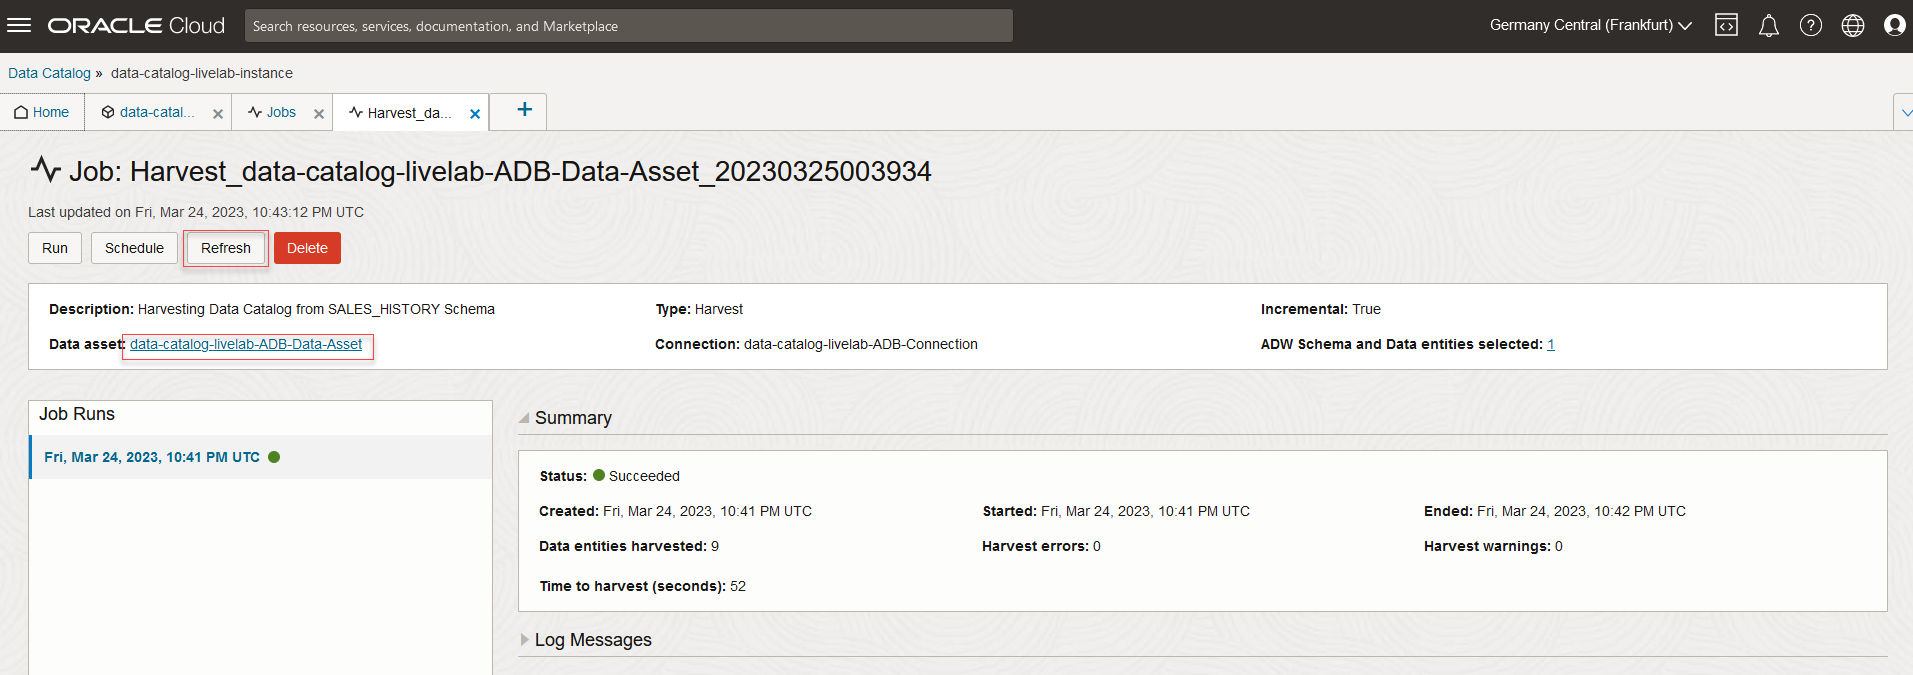 ORACLE Cloud
Search resources, services, documentation, and Marketplace
Germany Central (Frankfurt)
Data Catalog » data-catalog-livelab-instance
Home
data-catal...
Jobs
Harvest_da...
Job: Harvest_data-catalog-livelab-ADB-Data-Asset_20230325003934
Last updated on Fri, Mar 24, 2023, 10:43:12 PM UTC
Run
Schedule
Refresh
Delete
Description: Harvesting Data Catalog from SALES_HISTORY Schema
Type: Harvest
Incremental: True
Data asset: data-catalog-livelab-ADB-Data-Asset
Connection: data-catalog-livelab-ADB-Connection
ADW Schema and Data entities selected: 1
Job Runs
Fri, Mar 24, 2023, 10:41 PM UTC
Summary
Status: Succeeded
Created: Fri, Mar 24, 2023, 10:41 PM UTC
Started: Fri, Mar 24, 2023, 10:41 PM UTC
Ended: Fri, Mar 24, 2023, 10:42 PM UTC
Data entities harvested: 9
Harvest errors: 0
Harvest warnings: 0
Time to harvest (seconds): 52
Log Messages